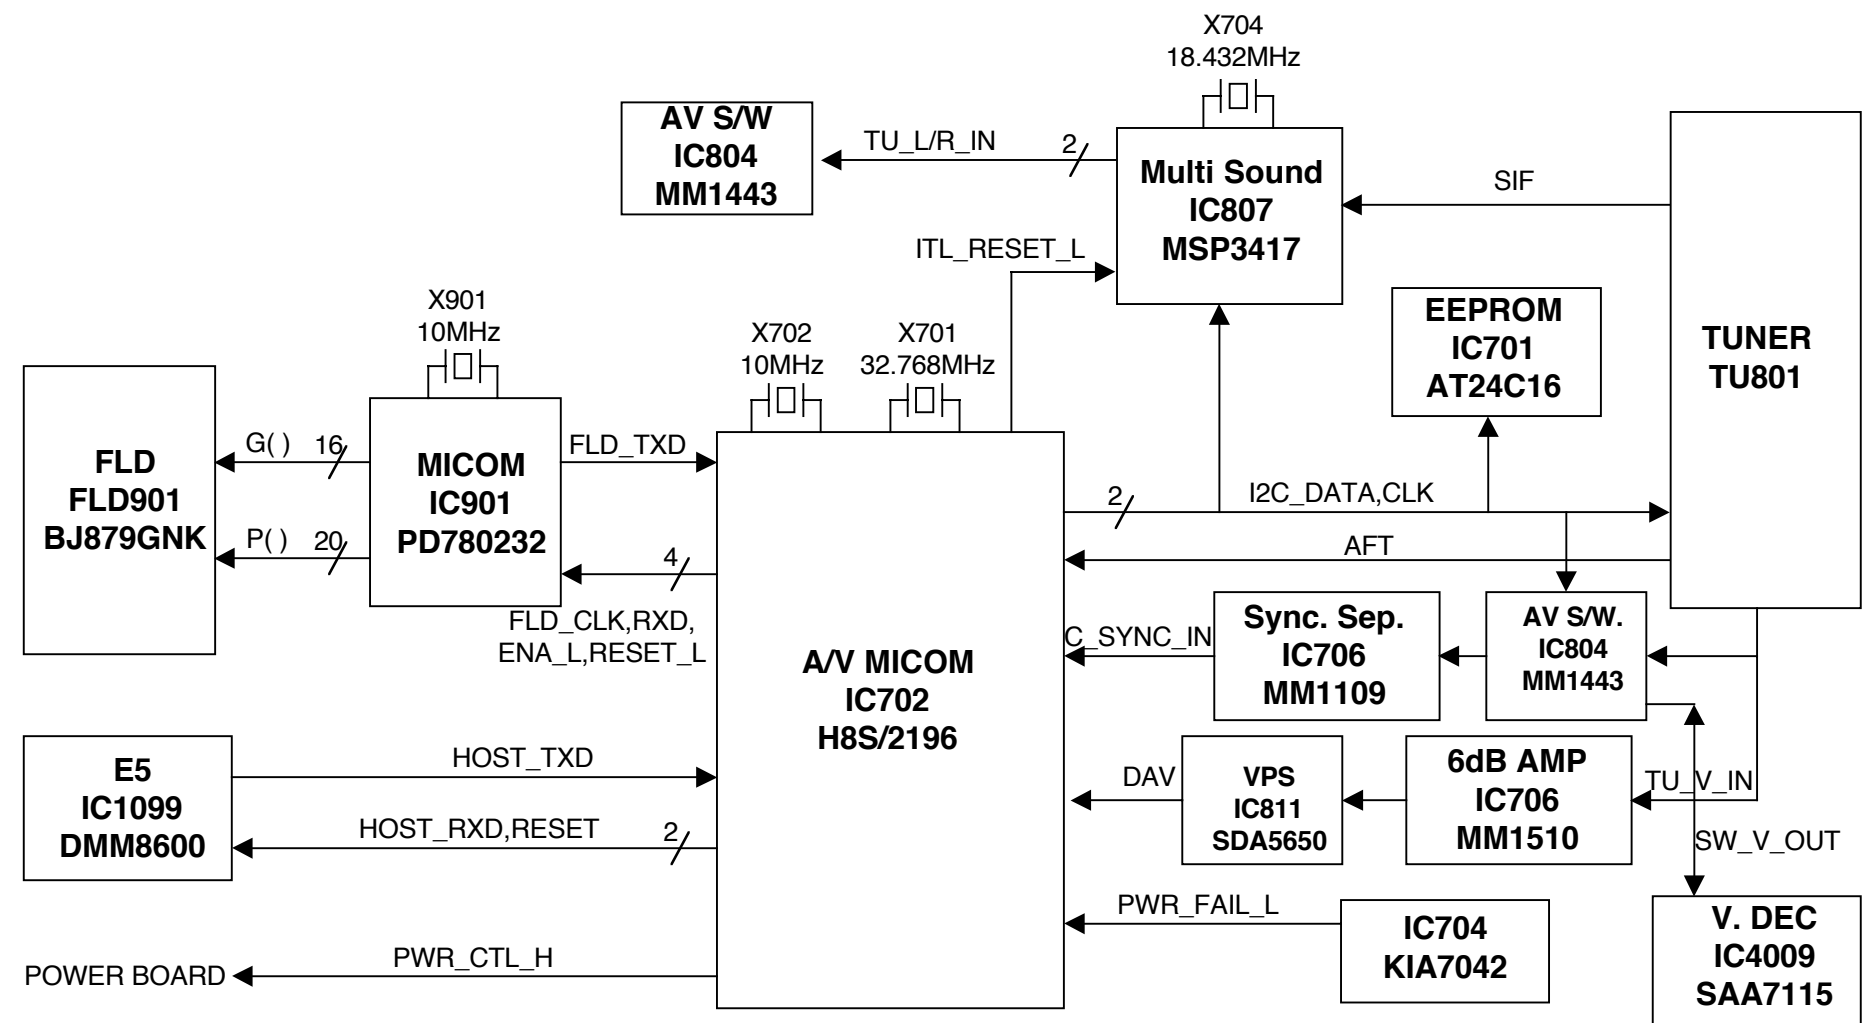 X704
18.432MHz
AV S/W
IC804
MM1443
TU_L/R_IN
2
Multi Sound
IC807
MSP3417
SIF
TUNER
TU801
ITL_RESET_L
EEPROM
IC701
AT24C16
X901
10MHz
X702
10MHz
X701
32.768MHz
FLD
FLD901
BJ879GNK
G( )
16
P( )
20
MICOM
IC901
PD780232
FLD_TXD
4
FLD_CLK,RXD,
ENA_L,RESET_L
A/V MICOM
IC702
H8S/2196
2
I2C_DATA,CLK
AFT
C_SYNC_IN
Sync. Sep.
IC706
MM1109
AV S/W.
IC804
MM1443
E5
IC1099
DMM8600
HOST_TXD
HOST_RXD,RESET
2
DAV
VPS
IC811
SDA5650
6dB AMP
IC706
MM1510
TU_V_IN
SW_V_OUT
PWR_FAIL_L
IC704
KIA7042
V. DEC
IC4009
SAA7115
POWER BOARD
PWR_CTL_H